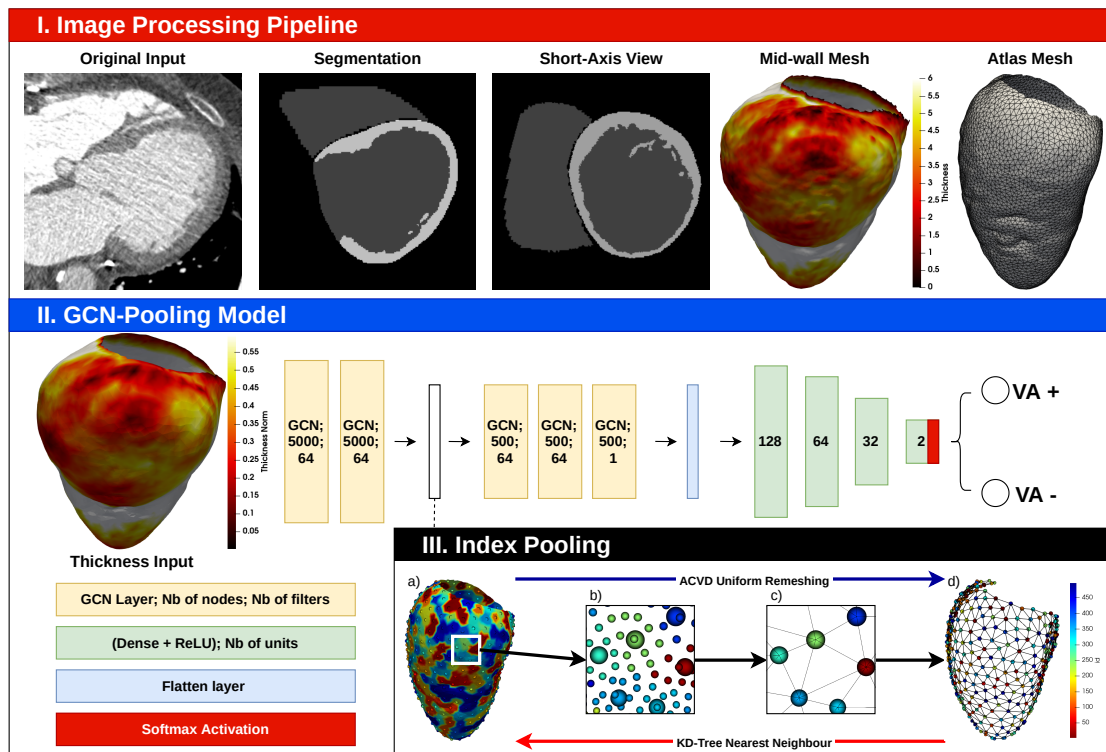 I. Image Processing Pipeline
Original Input
Segmentation
Short-Axis View
Mid-wall Mesh
Atlas Mesh
6
5.5
5
4.5
4
3.5
3
2.5
2
1.5
1
0.5
0
Thickness
II. GCN-Pooling Model
0.55
0.5
0.45
0.4
0.35
0.3
0.25
0.2
0.15
0.1
0.05
Thickness Norm
Thickness Input
GCN;
5000;
64
GCN;
5000;
64
GCN;
500;
64
GCN;
500;
64
GCN;
500;
1
128
64
32
2
VA +
VA -
GCN Layer; Nb of nodes; Nb of filters
(Dense + ReLU); Nb of units
Flatten layer
Softmax Activation
III. Index Pooling
a)
ACVD Uniform Remeshing
b)
c)
d)
450
400
350
300
250
200
150
100
50
KD-Tree Nearest Neighbour